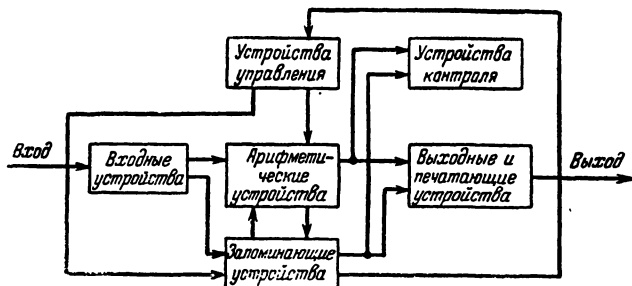 Устройства
управления
Устройства
контроля
Вход
Входные
устройства
Арифмети-
ческие
устройства
Выходные и
печатающие
устройства
Выход
Запоминающие
устройства